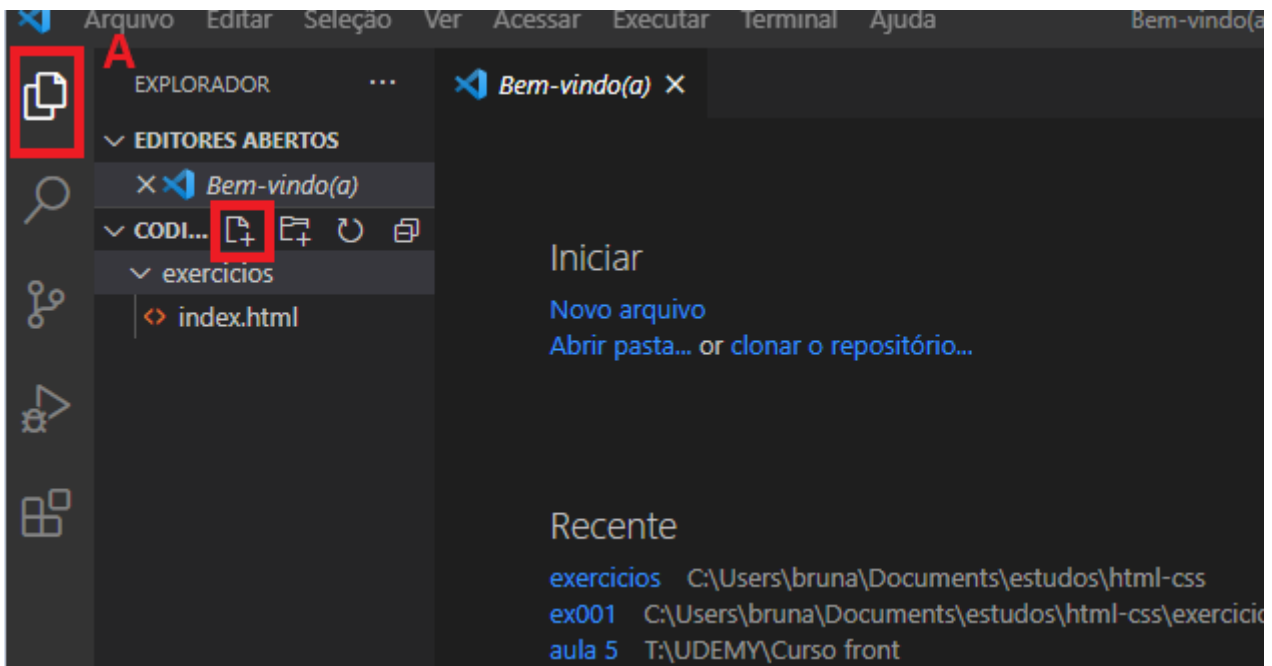 Arquivo Editar Seleção Ver Acessar Executar Terminal Ajuda Bem-vindo(a
A
EXPLORADOR ···
Bem-vindo(a) ×
EDITORES ABERTOS
× Bem-vindo(a)
CODI...
exercicios
index.html
Iniciar
Novo arquivo
Abrir pasta... or clonar o repositório...
Recente
exercicios C:\Users\bruna\Documents\estudos\html-css
ex001 C:\Users\bruna\Documents\estudos\html-css\exercicio
aula 5 T:\UDEMY\Curso front